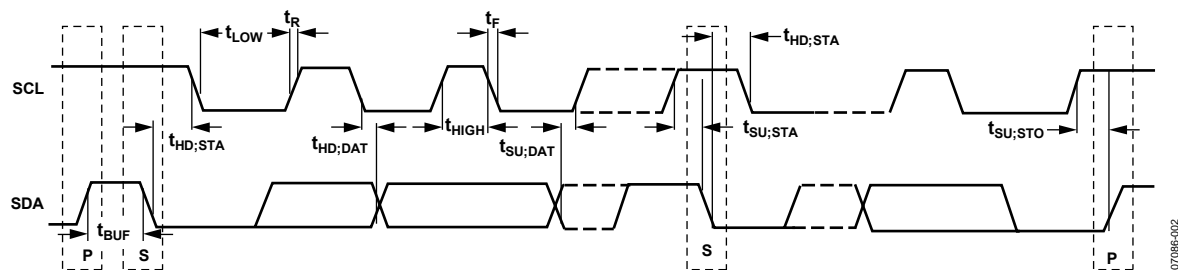 tLOW
tR
tF
tHD;STA
SCL
tHD;STA
tHD;DAT
tHIGH
tSU;DAT
tSU;STA
tSU;STO
SDA
tBUF
P
S
S
P
07086-002